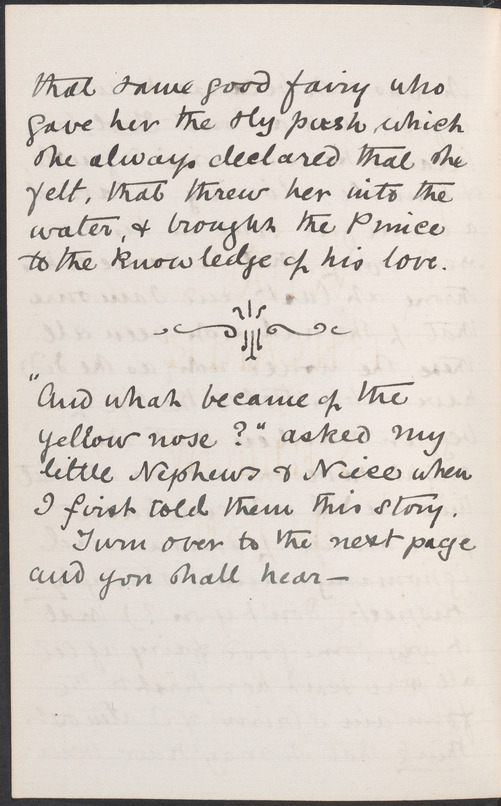 that same good fairy who
gave her the sly push which
she always declared that she
felt, that threw her into the
water, & brought the Prince
to the knowledge of his love.
"And what became of the
yellow nose?" asked my
little Nephews & Niece when
I first told them this story.
Turn over to the next page
and you shall hear—